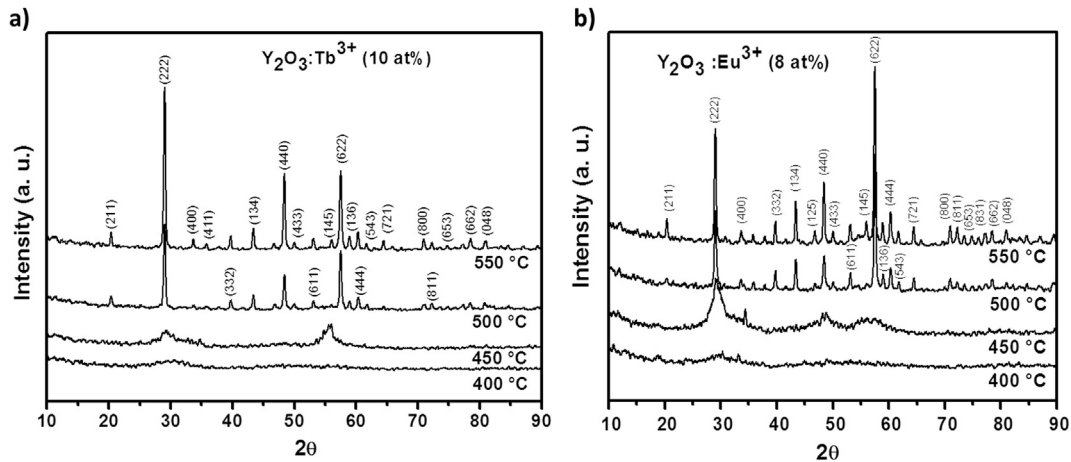 a)
Y2O3:Tb3+ (10 at%)
Intensity (a. u.)
(211)
(222)
(400)
(411)
(134)
(440)
(433)
(145)
(622)
(136)
(543)
(721)
(800)
(653)
(662)
(048)
550 °C
(332)
(611)
(444)
(811)
500 °C
450 °C
400 °C
10 20 30 40 50 60 70 80 90
2θ
b)
Y2O3 :Eu3+ (8 at%)
Intensity (a. u.)
(211)
(222)
(400)
(332)
(134)
(125)
(440)
(433)
(145)
(622)
(444)
(721)
(800)
(811)
(653)
(831)
(662)
(048)
550 °C
(611)
(136)
(543)
500 °C
450 °C
400 °C
10 20 30 40 50 60 70 80 90
2θ